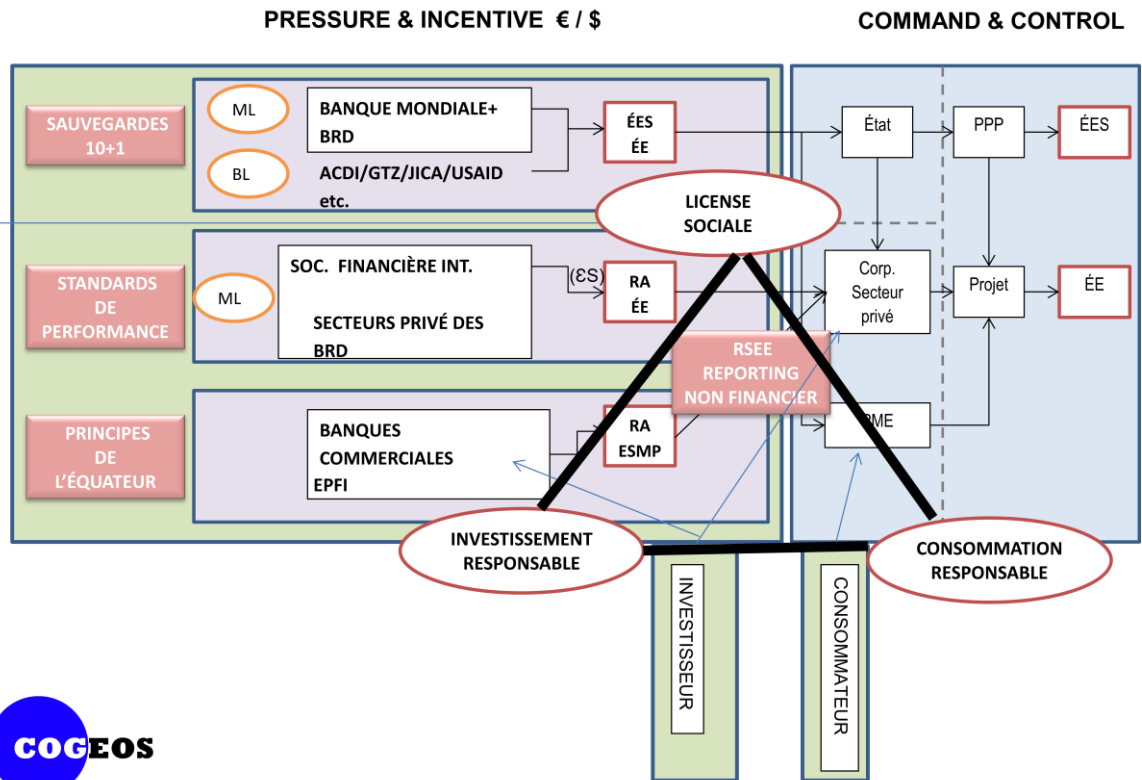 PRESSURE & INCENTIVE € / $
COMMAND & CONTROL
SAUVEGARDES
10+1
ML
BANQUE MONDIALE+
BRD
BL
ACDI/GTZ/JICA/USAID
etc.
ÉES
ÉE
État
PPP
ÉES
LICENSE
SOCIALE
STANDARDS
DE
PERFORMANCE
ML
SOC. FINANCIÈRE INT.
SECTEURS PRIVÉ DES
BRD
(ƐS)
RA
ÉE
Corp.
Secteur
privé
Projet
ÉE
RSEE
REPORTING
NON FINANCIER
PRINCIPES
DE
L'ÉQUATEUR
BANQUES
COMMERCIALES
EPFI
RA
ESMP
PME
INVESTISSEMENT
RESPONSABLE
CONSOMMATION
RESPONSABLE
INVESTISSEUR
CONSOMMATEUR
COGEOS